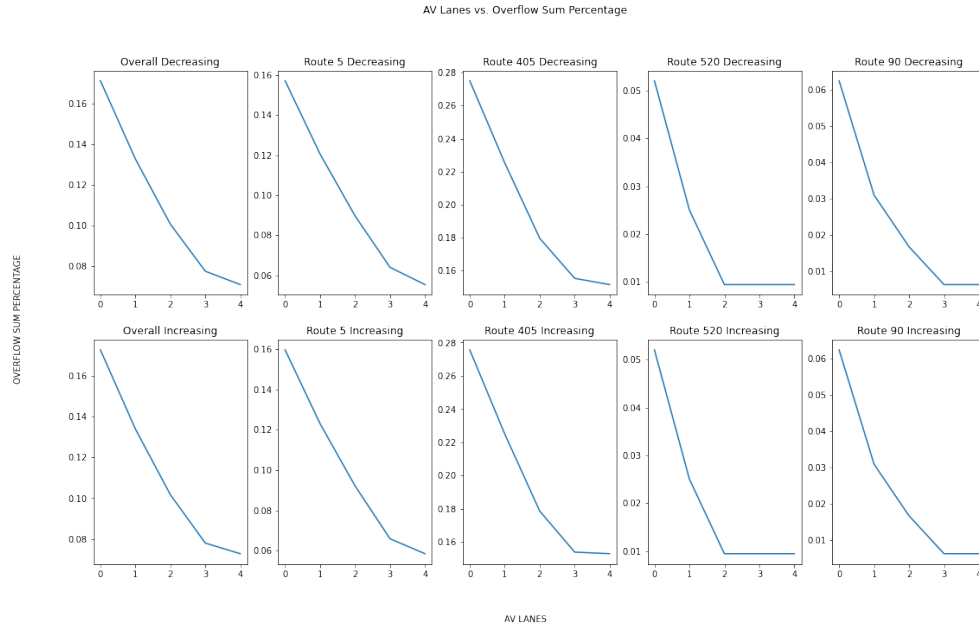 AV Lanes vs. Overflow Sum Percentage
Overall Decreasing
0.16
0.14
0.12
0.10
0.08
0 1 2 3 4
Route 5 Decreasing
0.16
0.14
0.12
0.10
0.08
0.06
0 1 2 3 4
Route 405 Decreasing
0.28
0.26
0.24
0.22
0.20
0.18
0.16
0 1 2 3 4
Route 520 Decreasing
0.05
0.04
0.03
0.02
0.01
0 1 2 3 4
Route 90 Decreasing
0.06
0.05
0.04
0.03
0.02
0.01
0 1 2 3 4
OVERFLOW SUM PERCENTAGE
Overall Increasing
0.16
0.14
0.12
0.10
0.08
0 1 2 3 4
Route 5 Increasing
0.16
0.14
0.12
0.10
0.08
0.06
0 1 2 3 4
Route 405 Increasing
0.28
0.26
0.24
0.22
0.20
0.18
0.16
0 1 2 3 4
Route 520 Increasing
0.05
0.04
0.03
0.02
0.01
0 1 2 3 4
Route 90 Increasing
0.06
0.05
0.04
0.03
0.02
0.01
0 1 2 3 4
AV LANES